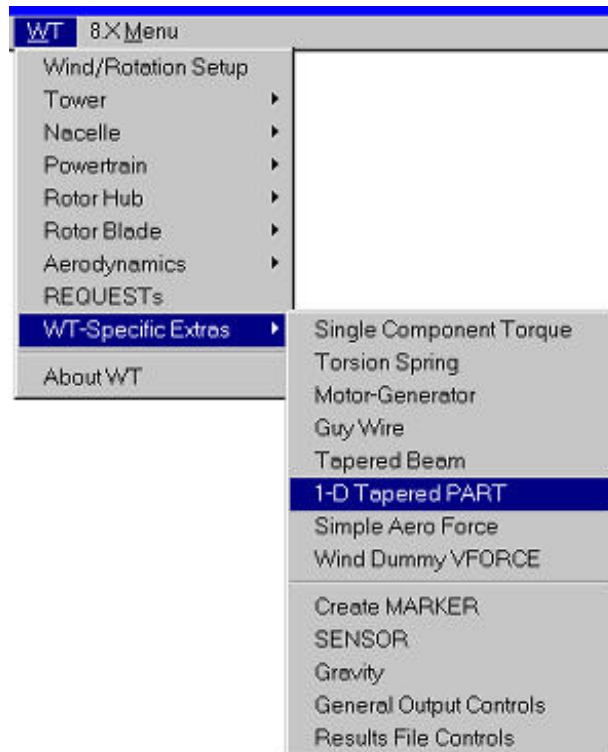 WT 8.X Menu
Wind/Rotation Setup
Tower
Nacelle
Powertrain
Rotor Hub
Rotor Blade
Aerodynamics
REQUESTs
WT-Specific Extras
About WT
Single Component Torque
Torsion Spring
Motor-Generator
Guy Wire
Tapered Beam
1-D Tapered PART
Simple Aero Force
Wind Dummy VFORCE
Create MARKER
SENSOR
Gravity
General Output Controls
Results File Controls